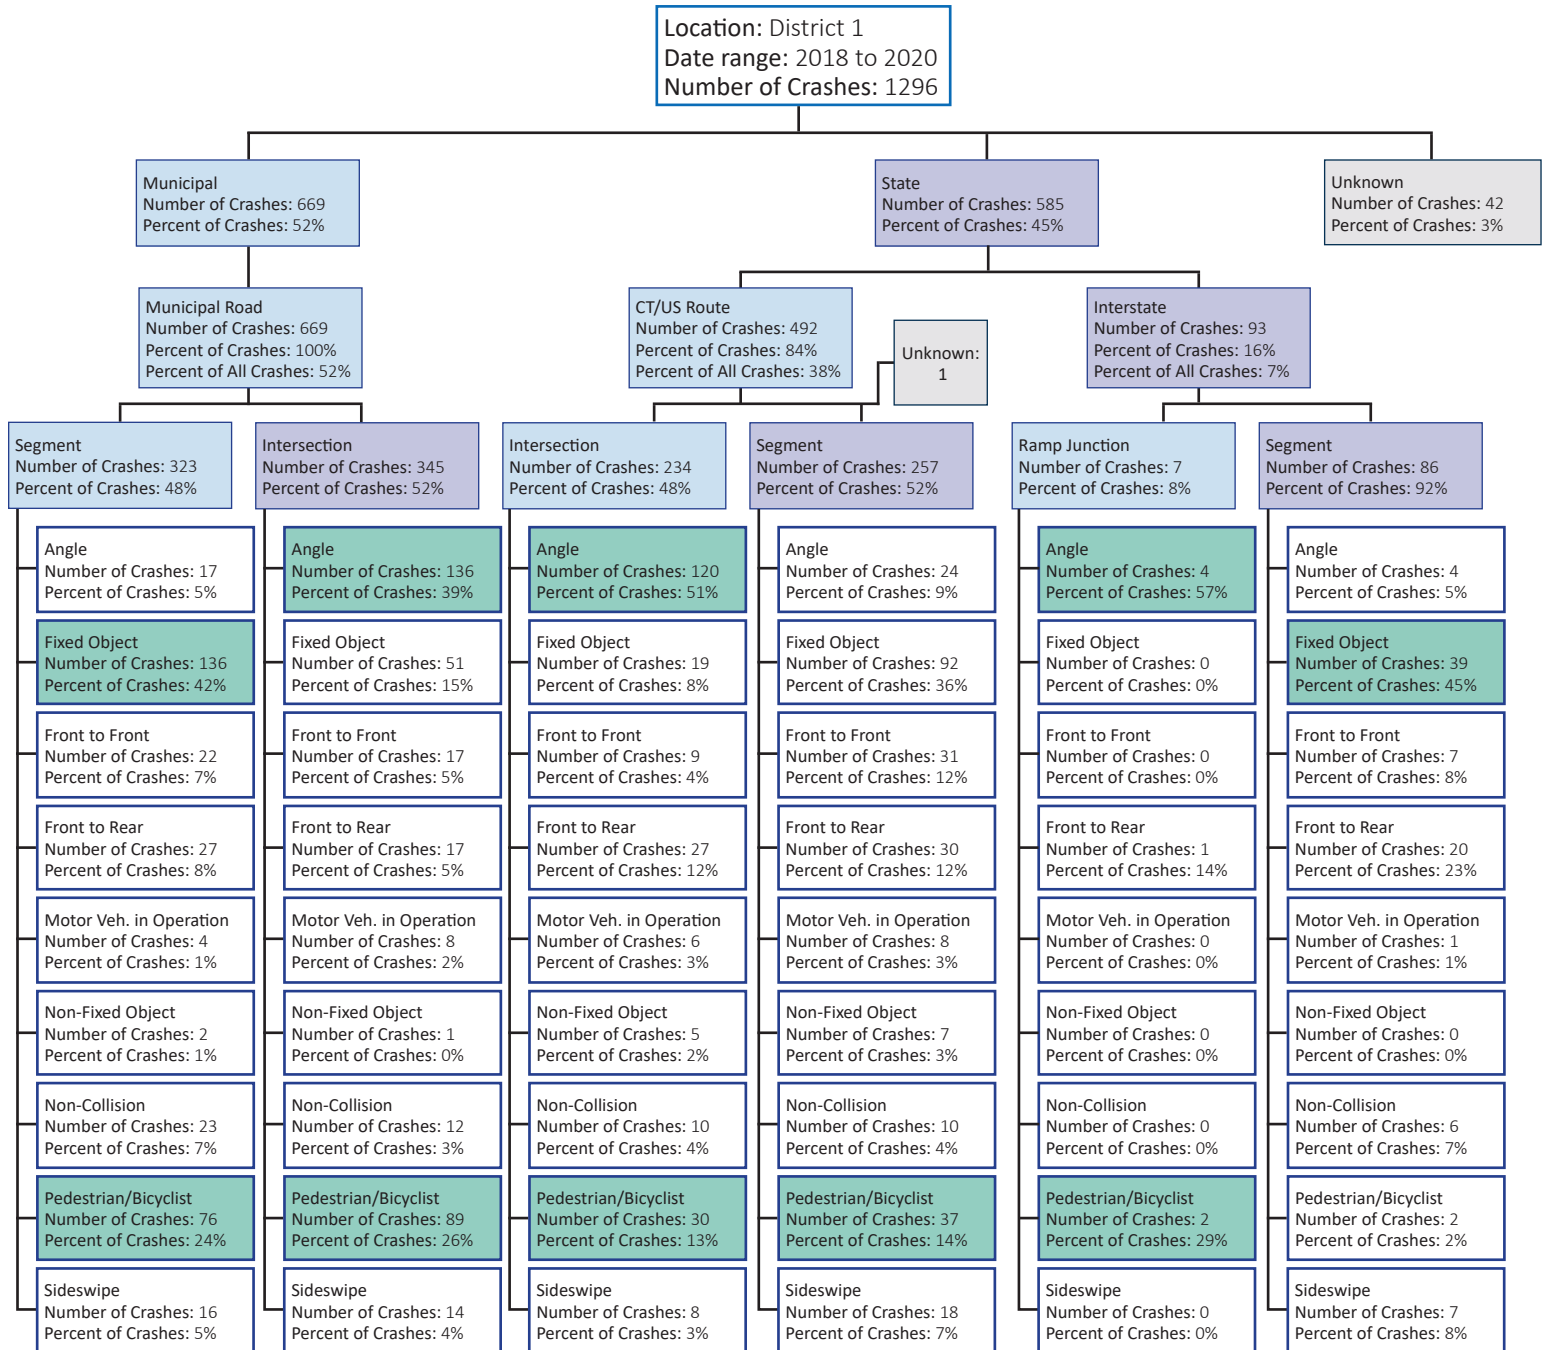 Location: District 1
Date range: 2018 to 2020
Number of Crashes: 1296
Municipal
Number of Crashes: 669
Percent of Crashes: 52%
State
Number of Crashes: 585
Percent of Crashes: 45%
Unknown
Number of Crashes: 42
Percent of Crashes: 3%
Municipal Road
Number of Crashes: 669
Percent of Crashes: 100%
Percent of All Crashes: 52%
CT/US Route
Number of Crashes: 492
Percent of Crashes: 84%
Percent of All Crashes: 38%
Unknown:
1
Interstate
Number of Crashes: 93
Percent of Crashes: 16%
Percent of All Crashes: 7%
Segment
Number of Crashes: 323
Percent of Crashes: 48%
Intersection
Number of Crashes: 345
Percent of Crashes: 52%
Intersection
Number of Crashes: 234
Percent of Crashes: 48%
Segment
Number of Crashes: 257
Percent of Crashes: 52%
Ramp Junction
Number of Crashes: 7
Percent of Crashes: 8%
Segment
Number of Crashes: 86
Percent of Crashes: 92%
Angle
Number of Crashes: 17
Percent of Crashes: 5%
Angle
Number of Crashes: 136
Percent of Crashes: 39%
Angle
Number of Crashes: 120
Percent of Crashes: 51%
Angle
Number of Crashes: 24
Percent of Crashes: 9%
Angle
Number of Crashes: 4
Percent of Crashes: 57%
Angle
Number of Crashes: 4
Percent of Crashes: 5%
Fixed Object
Number of Crashes: 136
Percent of Crashes: 42%
Fixed Object
Number of Crashes: 51
Percent of Crashes: 15%
Fixed Object
Number of Crashes: 19
Percent of Crashes: 8%
Fixed Object
Number of Crashes: 92
Percent of Crashes: 36%
Fixed Object
Number of Crashes: 0
Percent of Crashes: 0%
Fixed Object
Number of Crashes: 39
Percent of Crashes: 45%
Front to Front
Number of Crashes: 22
Percent of Crashes: 7%
Front to Front
Number of Crashes: 17
Percent of Crashes: 5%
Front to Front
Number of Crashes: 9
Percent of Crashes: 4%
Front to Front
Number of Crashes: 31
Percent of Crashes: 12%
Front to Front
Number of Crashes: 0
Percent of Crashes: 0%
Front to Front
Number of Crashes: 7
Percent of Crashes: 8%
Front to Rear
Number of Crashes: 27
Percent of Crashes: 8%
Front to Rear
Number of Crashes: 17
Percent of Crashes: 5%
Front to Rear
Number of Crashes: 27
Percent of Crashes: 12%
Front to Rear
Number of Crashes: 30
Percent of Crashes: 12%
Front to Rear
Number of Crashes: 1
Percent of Crashes: 14%
Front to Rear
Number of Crashes: 20
Percent of Crashes: 23%
Motor Veh. in Operation
Number of Crashes: 4
Percent of Crashes: 1%
Motor Veh. in Operation
Number of Crashes: 8
Percent of Crashes: 2%
Motor Veh. in Operation
Number of Crashes: 6
Percent of Crashes: 3%
Motor Veh. in Operation
Number of Crashes: 8
Percent of Crashes: 3%
Motor Veh. in Operation
Number of Crashes: 0
Percent of Crashes: 0%
Motor Veh. in Operation
Number of Crashes: 1
Percent of Crashes: 1%
Non-Fixed Object
Number of Crashes: 2
Percent of Crashes: 1%
Non-Fixed Object
Number of Crashes: 1
Percent of Crashes: 0%
Non-Fixed Object
Number of Crashes: 5
Percent of Crashes: 2%
Non-Fixed Object
Number of Crashes: 7
Percent of Crashes: 3%
Non-Fixed Object
Number of Crashes: 0
Percent of Crashes: 0%
Non-Fixed Object
Number of Crashes: 0
Percent of Crashes: 0%
Non-Collision
Number of Crashes: 23
Percent of Crashes: 7%
Non-Collision
Number of Crashes: 12
Percent of Crashes: 3%
Non-Collision
Number of Crashes: 10
Percent of Crashes: 4%
Non-Collision
Number of Crashes: 10
Percent of Crashes: 4%
Non-Collision
Number of Crashes: 0
Percent of Crashes: 0%
Non-Collision
Number of Crashes: 6
Percent of Crashes: 7%
Pedestrian/Bicyclist
Number of Crashes: 76
Percent of Crashes: 24%
Pedestrian/Bicyclist
Number of Crashes: 89
Percent of Crashes: 26%
Pedestrian/Bicyclist
Number of Crashes: 30
Percent of Crashes: 13%
Pedestrian/Bicyclist
Number of Crashes: 37
Percent of Crashes: 14%
Pedestrian/Bicyclist
Number of Crashes: 2
Percent of Crashes: 29%
Pedestrian/Bicyclist
Number of Crashes: 2
Percent of Crashes: 2%
Sideswipe
Number of Crashes: 16
Percent of Crashes: 5%
Sideswipe
Number of Crashes: 14
Percent of Crashes: 4%
Sideswipe
Number of Crashes: 8
Percent of Crashes: 3%
Sideswipe
Number of Crashes: 18
Percent of Crashes: 7%
Sideswipe
Number of Crashes: 0
Percent of Crashes: 0%
Sideswipe
Number of Crashes: 7
Percent of Crashes: 8%